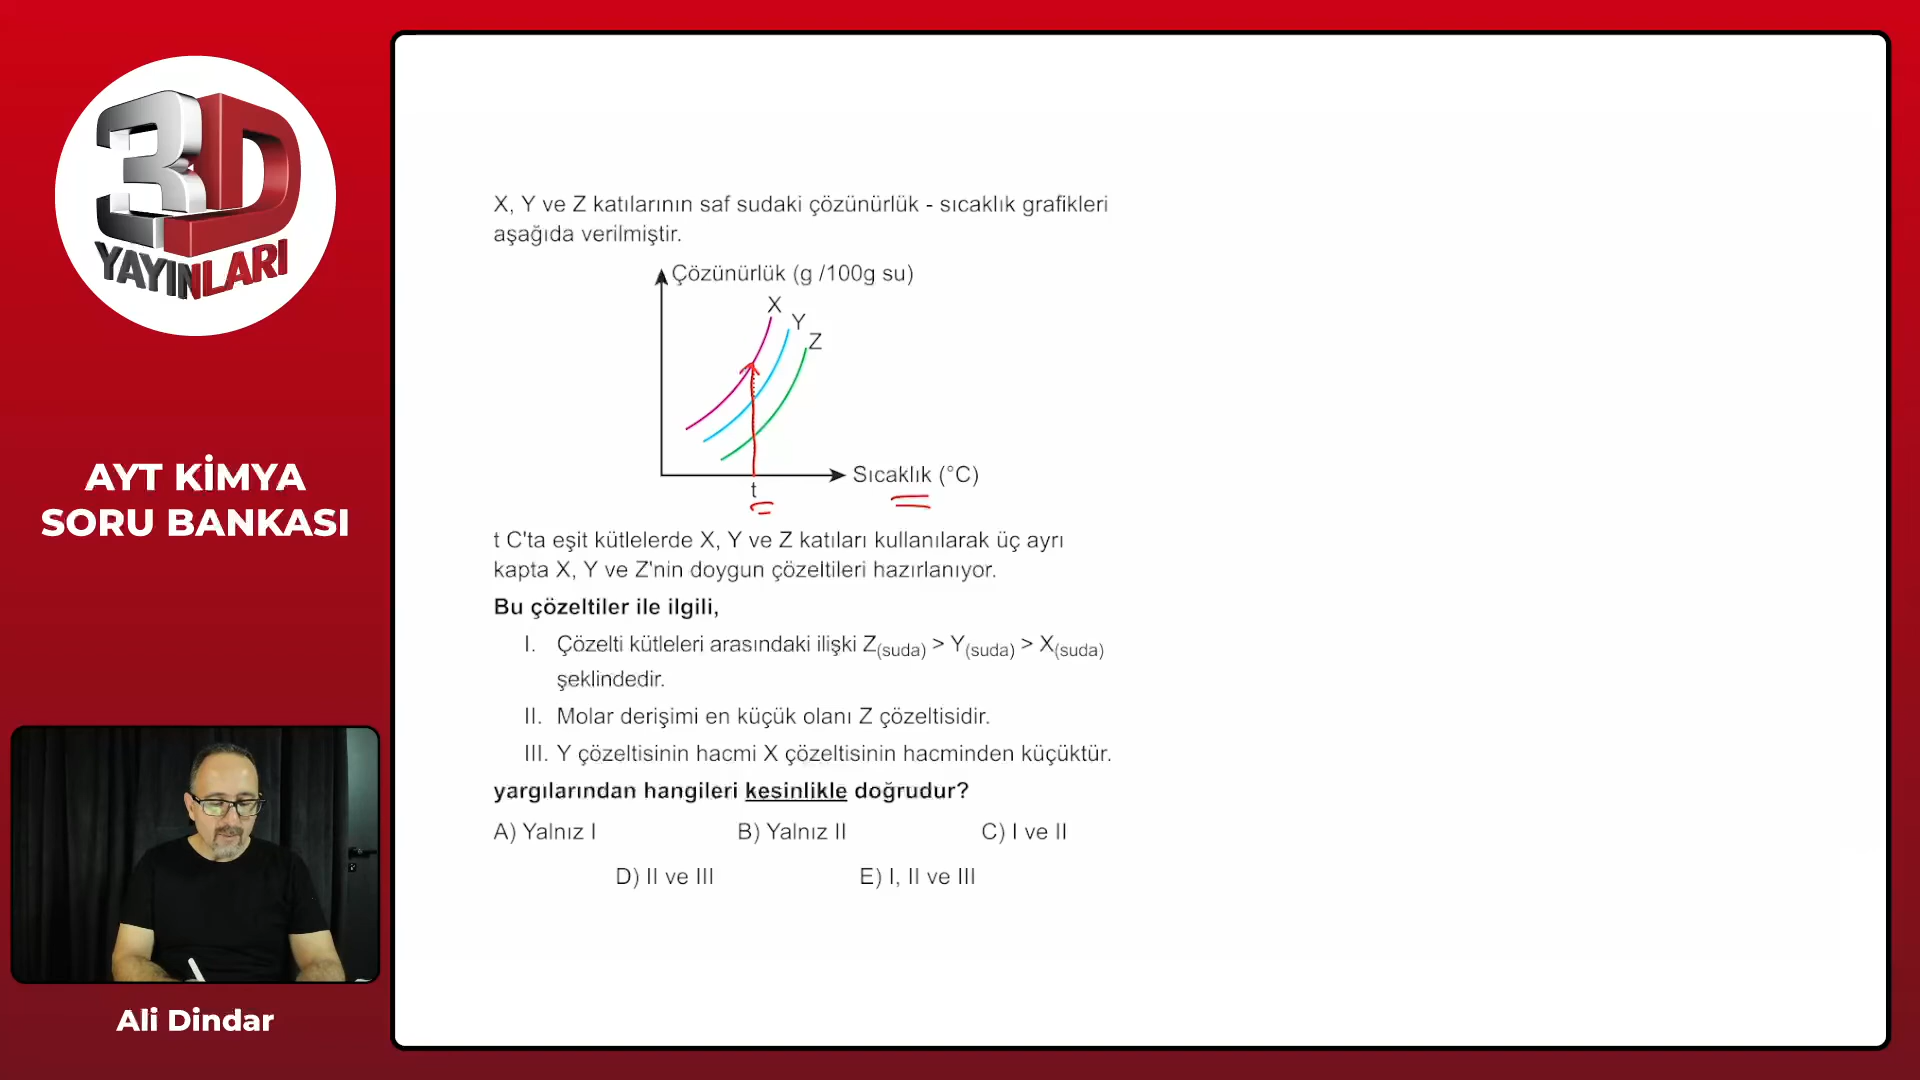 3D
YAYINLARI
AYT KİMYA
SORU BANKASI
Ali Dindar
X, Y ve Z katılarının saf sudaki çözünürlük - sıcaklık grafikleri
aşağıda verilmiştir.
Çözünürlük (g /100g su)
X
Y
Z
Sıcaklık (°C)
t
t C'ta eşit kütlelerde X, Y ve Z katıları kullanılarak üç ayrı
kapta X, Y ve Z'nin doygun çözeltileri hazırlanıyor.
Bu çözeltiler ile ilgili,
I. Çözelti kütleleri arasındaki ilişki Z(suda) > Y(suda) > X(suda)
şeklindedir.
II. Molar derişimi en küçük olanı Z çözeltisidir.
III. Y çözeltisinin hacmi X çözeltisinin hacminden küçüktür.
yargılarından hangileri kesinlikle doğrudur?
A) Yalnız I B) Yalnız II C) I ve II
D) II ve III E) I, II ve III